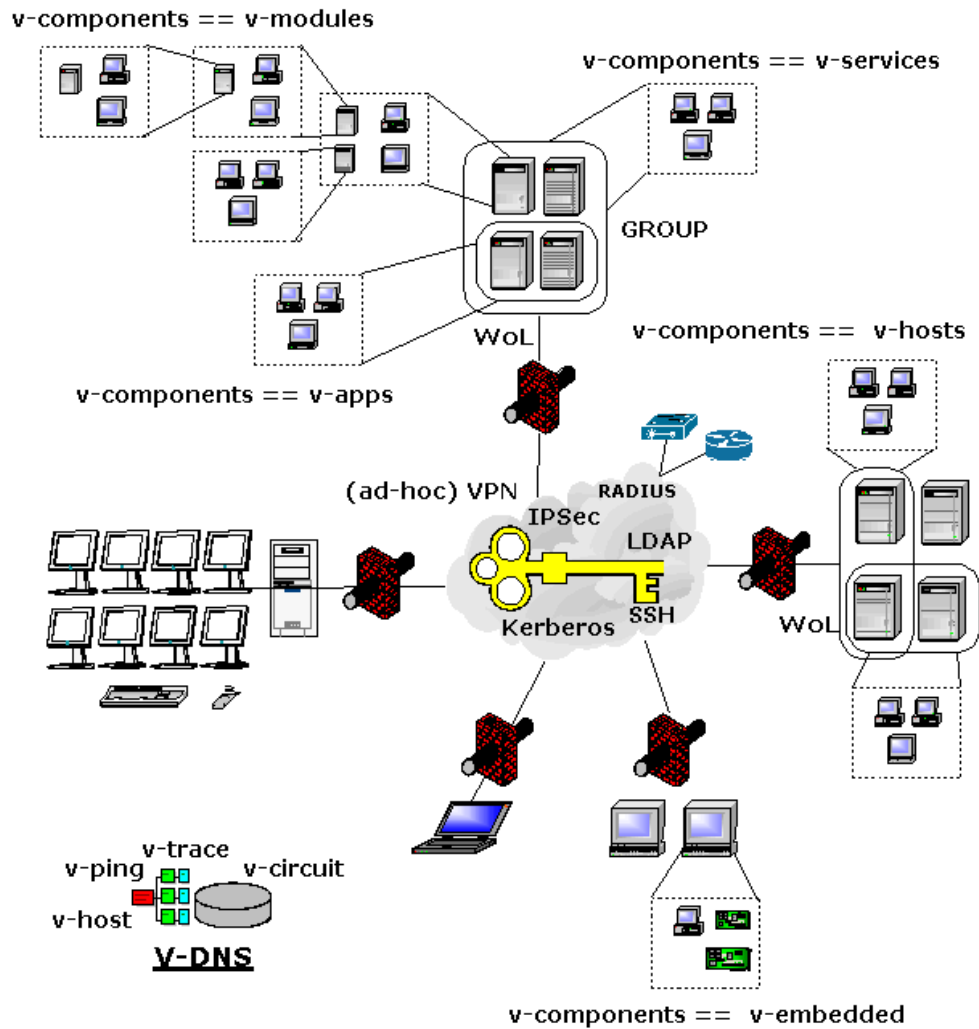 v-components == v-modules
v-components == v-services
GROUP
WoL
v-components == v-hosts
v-components == v-apps
(ad-hoc) VPN
RADIUS
IPSec
LDAP
SSH
Kerberos
WoL
v-trace
v-ping
v-circuit
v-host
V-DNS
v-components == v-embedded